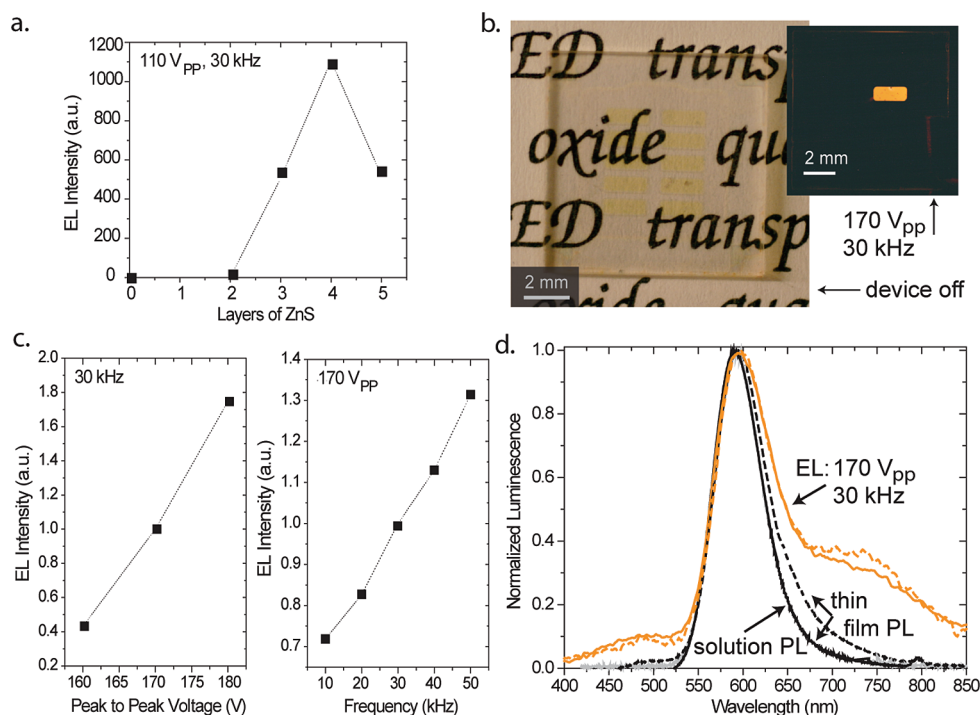 a.
110 V_PP, 30 kHz
EL Intensity (a.u.)
1200
1000
800
600
400
200
0
0 1 2 3 4 5
Layers of ZnS
b.
ED transp
oxide qua
ED transp
oxide qua
2 mm
2 mm
170 V_pp
30 kHz
device off
c.
30 kHz
EL Intensity (a.u.)
2.0
1.8
1.6
1.4
1.2
1.0
0.8
0.6
0.4
0.2
160 165 170 175 180
Peak to Peak Voltage (V)
170 V_PP
EL Intensity (a.u.)
1.4
1.3
1.2
1.1
1.0
0.9
0.8
0.7
10 20 30 40 50
Frequency (kHz)
d.
Normalized Luminescence
1.0
0.8
0.6
0.4
0.2
0.0
EL: 170 V_pp
30 kHz
thin
film PL
solution PL
400 450 500 550 600 650 700 750 800 850
Wavelength (nm)